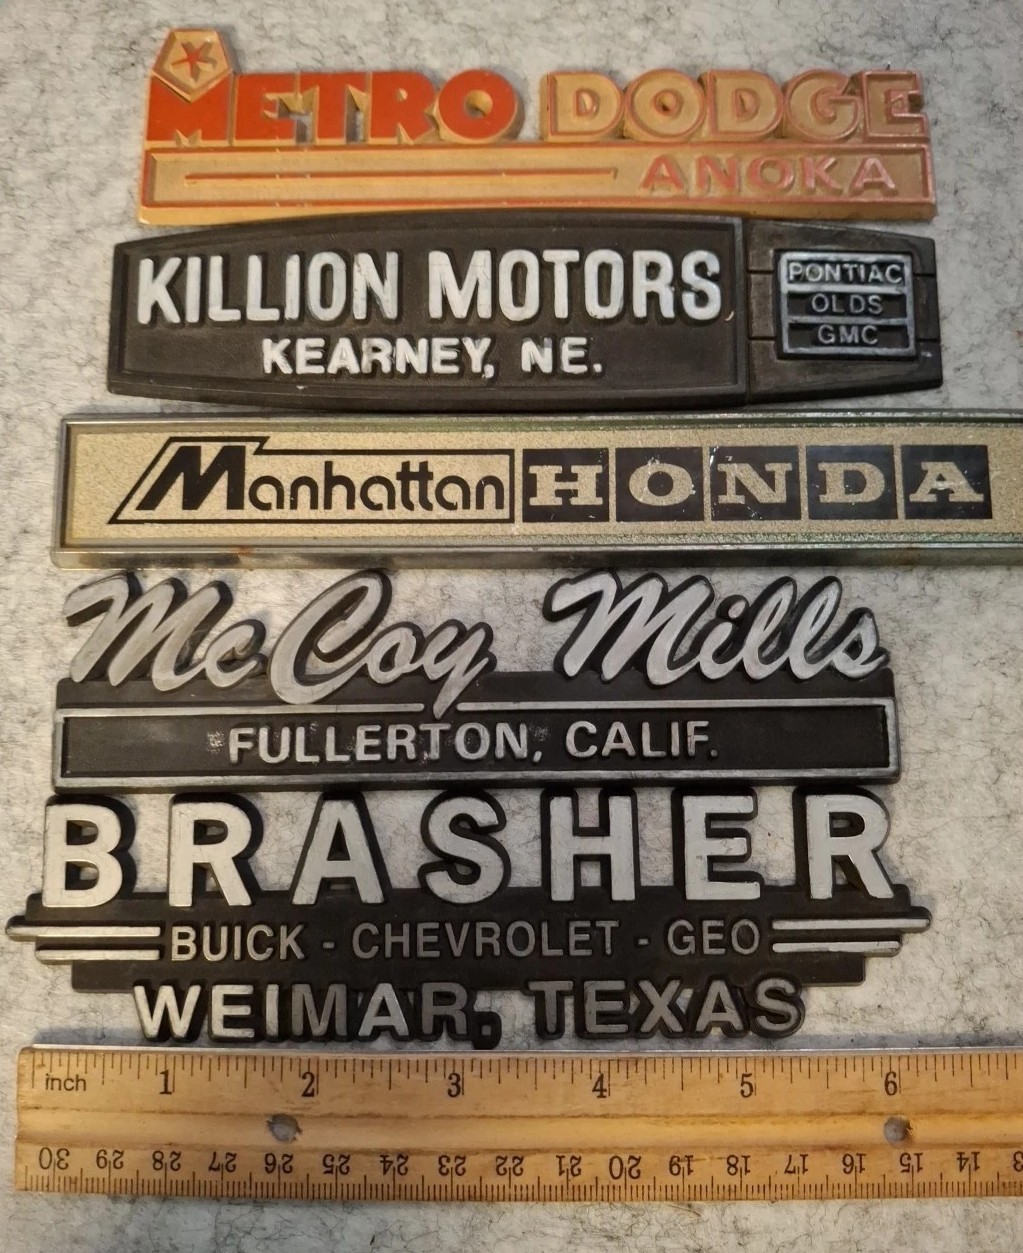 METRO DODGE
ANOKA
KILLION MOTORS
KEARNEY, NE.
PONTIAC
OLDS
GMC
Manhattan HONDA
McCoy Mills
FULLERTON, CALIF.
BRASHER
BUICK - CHEVROLET - GEO
WEIMAR, TEXAS
inch 1 2 3 4 5 6
30 29 28 27 26 25 24 23 22 21 20 19 18 17 16 15 14